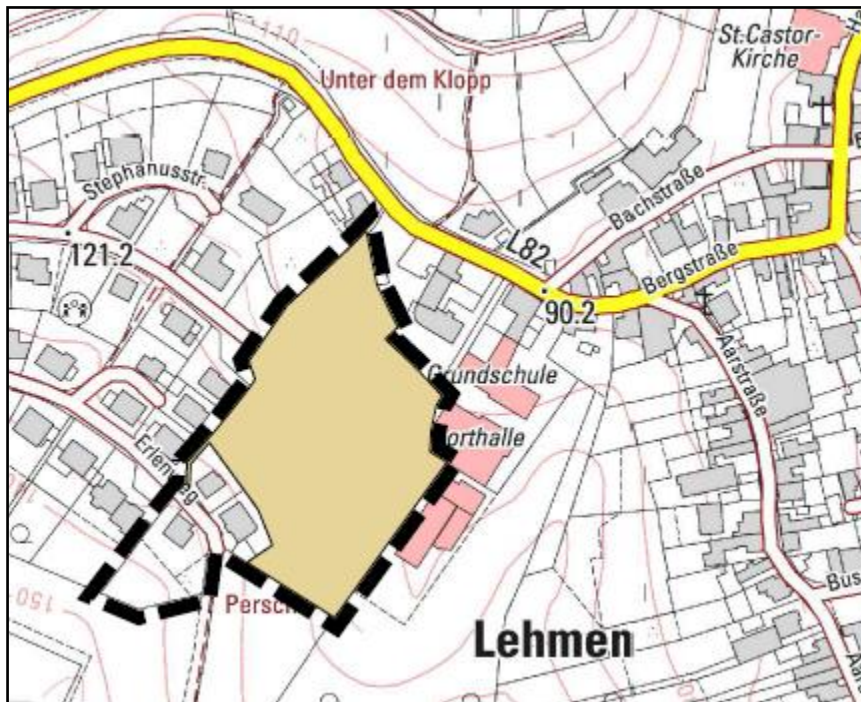 110
St.Castor-
Kirche
Unter dem Klopp
Stephanusstr.
Bachstraße
L82
121.2
Bergstraße
90.2
Grundschule
Aarstraße
orthalle
Erlenweg
150
Persch
Lehmen
Bus